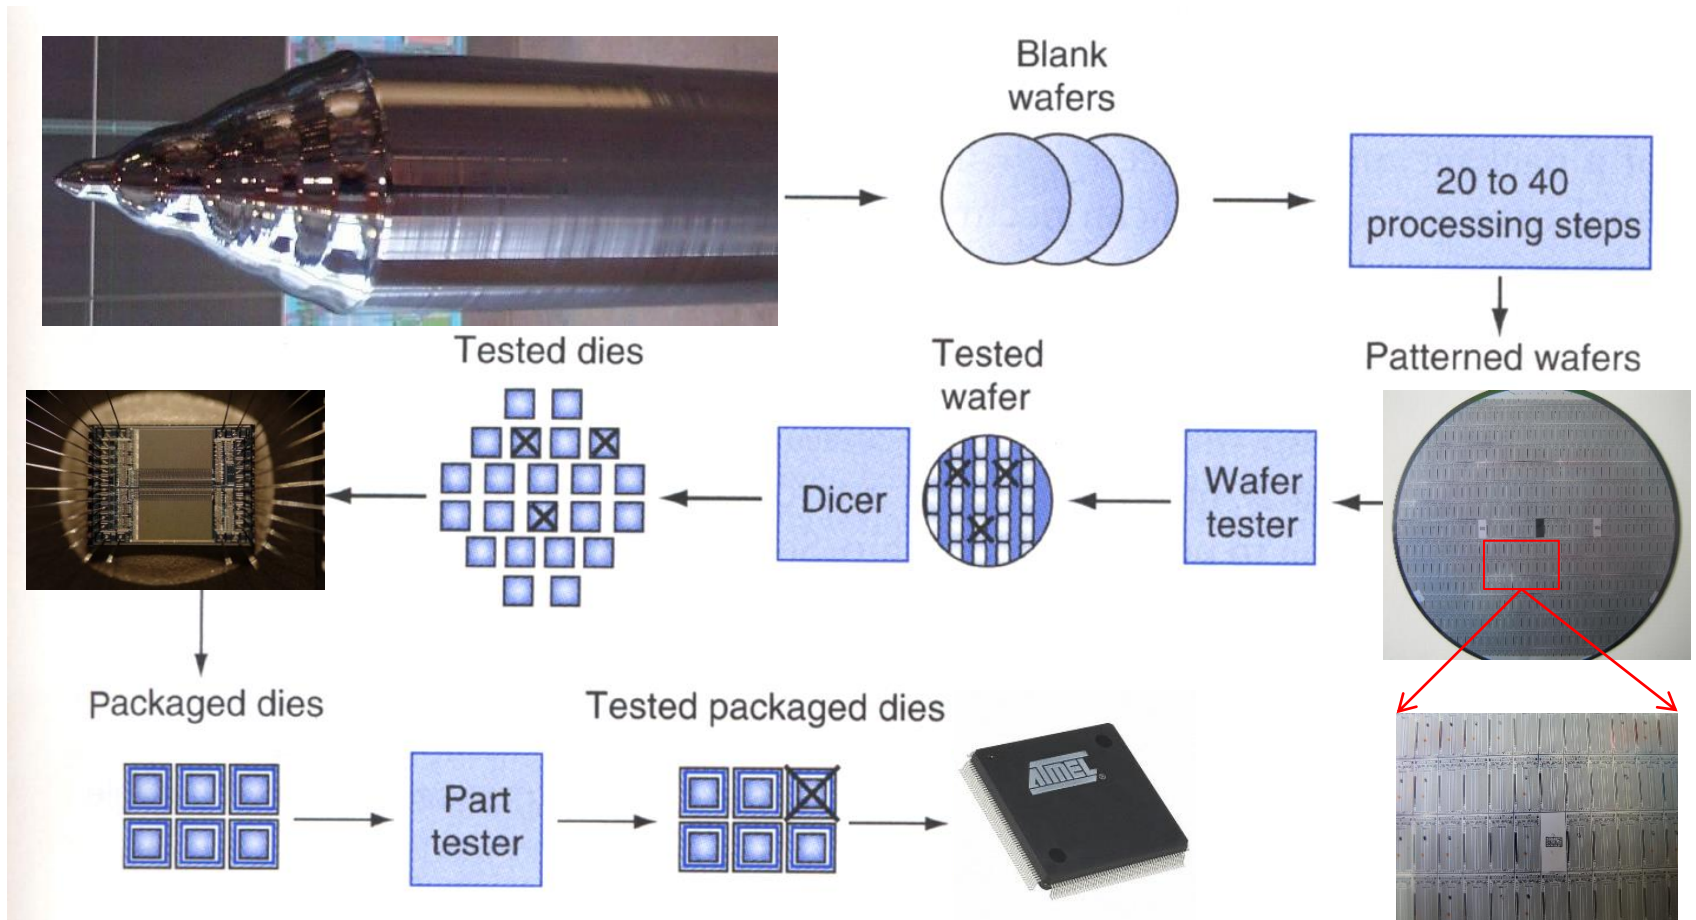 Blank
wafers
20 to 40
processing steps
Tested dies
Tested
wafer
Patterned wafers
Dicer
Wafer
tester
Packaged dies
Tested packaged dies
Part
tester
ATMEL
®